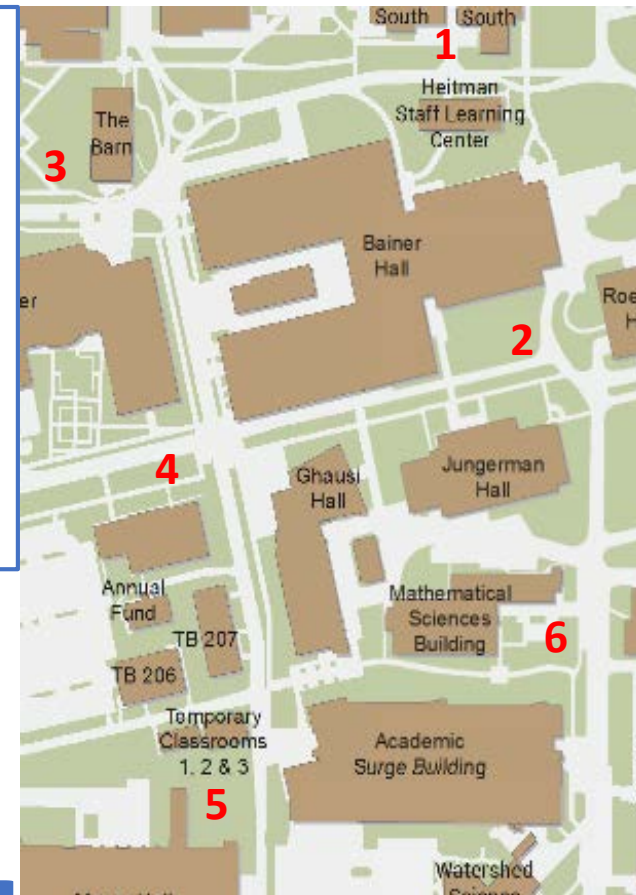 South South
1
Heitman
Staff Learning
Center
The
Barn
3
Bainer
Hall
er
Roe
H
2
4
Ghausi
Hall
Jungerman
Hall
Annual
Fund
Mathematical
Sciences
Building
6
TB 207
TB 206
Temporary
Classrooms
1. 2 & 3
Academic
Surge Building
5
Watershed